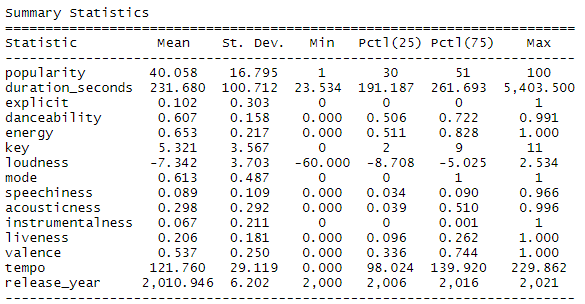 Summary Statistics
================================================================
Statistic Mean St. Dev. Min Pctl(25) Pctl(75) Max
----------------------------------------------------------------
popularity 40.058 16.795 1 30 51 100
duration_seconds 231.680 100.712 23.534 191.187 261.693 5,403.500
explicit 0.102 0.303 0 0 0 1
danceability 0.607 0.158 0.000 0.506 0.722 0.991
energy 0.653 0.217 0.000 0.511 0.828 1.000
key 5.321 3.567 0 2 9 11
loudness -7.342 3.703 -60.000 -8.708 -5.025 2.534
mode 0.613 0.487 0 0 1 1
speechiness 0.089 0.109 0.000 0.034 0.090 0.966
acousticness 0.298 0.292 0.000 0.039 0.510 0.996
instrumentalness 0.067 0.211 0 0 0.001 1
liveness 0.206 0.181 0.000 0.096 0.262 1.000
valence 0.537 0.250 0.000 0.336 0.744 1.000
tempo 121.760 29.119 0.000 98.024 139.920 229.862
release_year 2,010.946 6.202 2,000 2,006 2,016 2,021
----------------------------------------------------------------